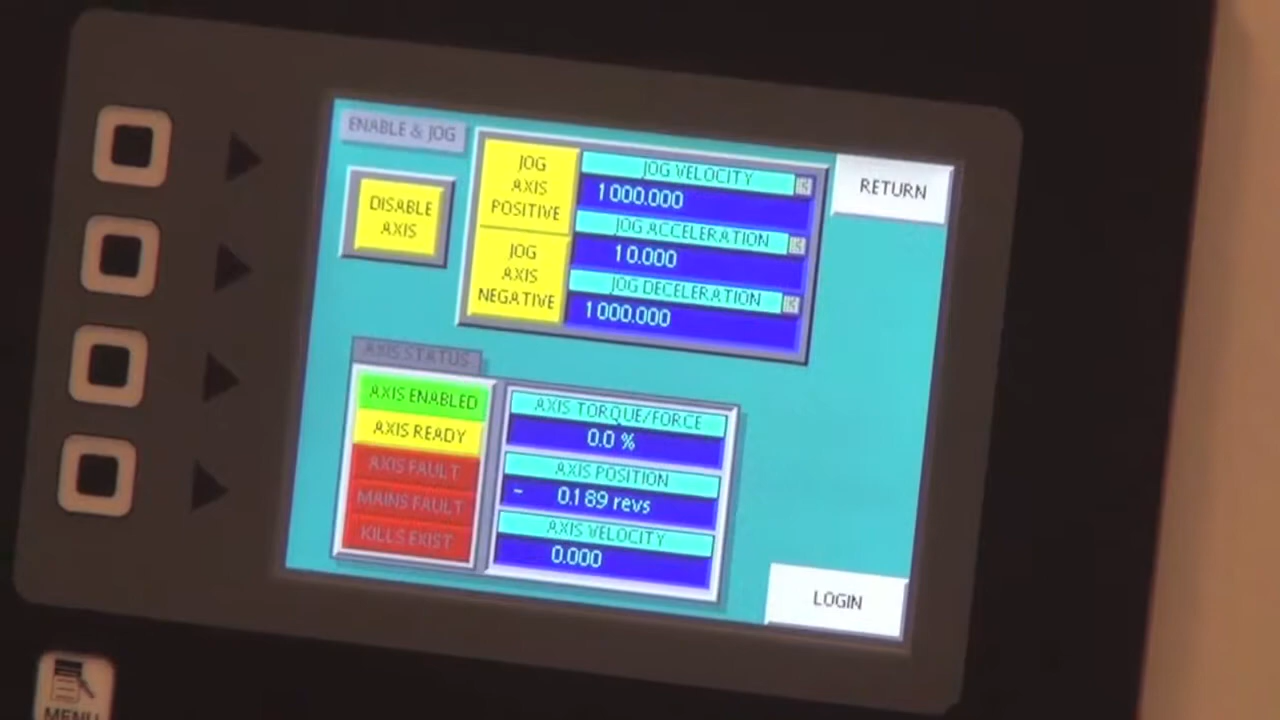 ENABLE & JOG
DISABLE
AXIS
JOG
AXIS
POSITIVE
JOG
AXIS
NEGATIVE
JOG VELOCITY
1000.000
JOG ACCELERATION
10.000
JOG DECELERATION
1000.000
RETURN
AXIS STATUS
AXIS ENABLED
AXIS READY
AXIS FAULT
MAINS FAULT
KILLS EXIST
AXIS TORQUE/FORCE
0.0 %
AXIS POSITION
- 0.189 revs
AXIS VELOCITY
0.000
LOGIN
MENU